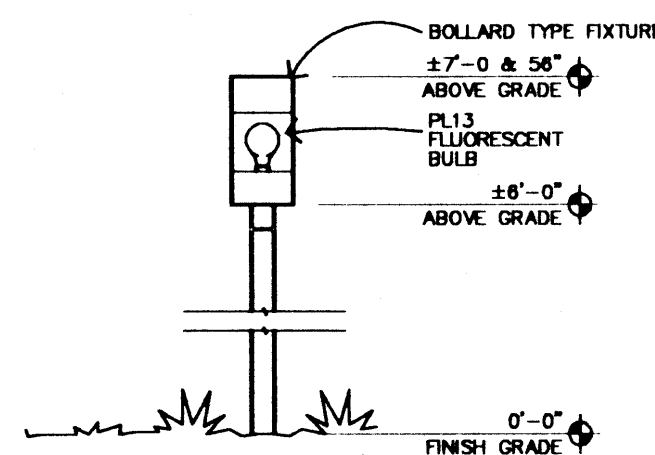 BOLLARD TYPE FIXTURE
±7'-0 & 56"
ABOVE GRADE
PL13
FLUORESCENT
BULB
±6'-0"
ABOVE GRADE
0'-0"
FINISH GRADE